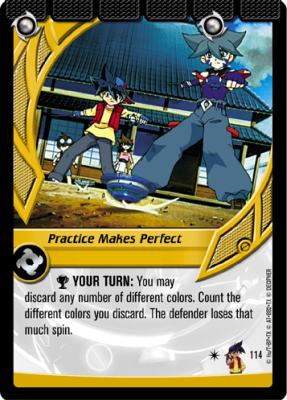 Practice Makes Perfect
YOUR TURN: You may
discard any number of different colors. Count the
different colors you discard. The defender loses that
much spin.
114